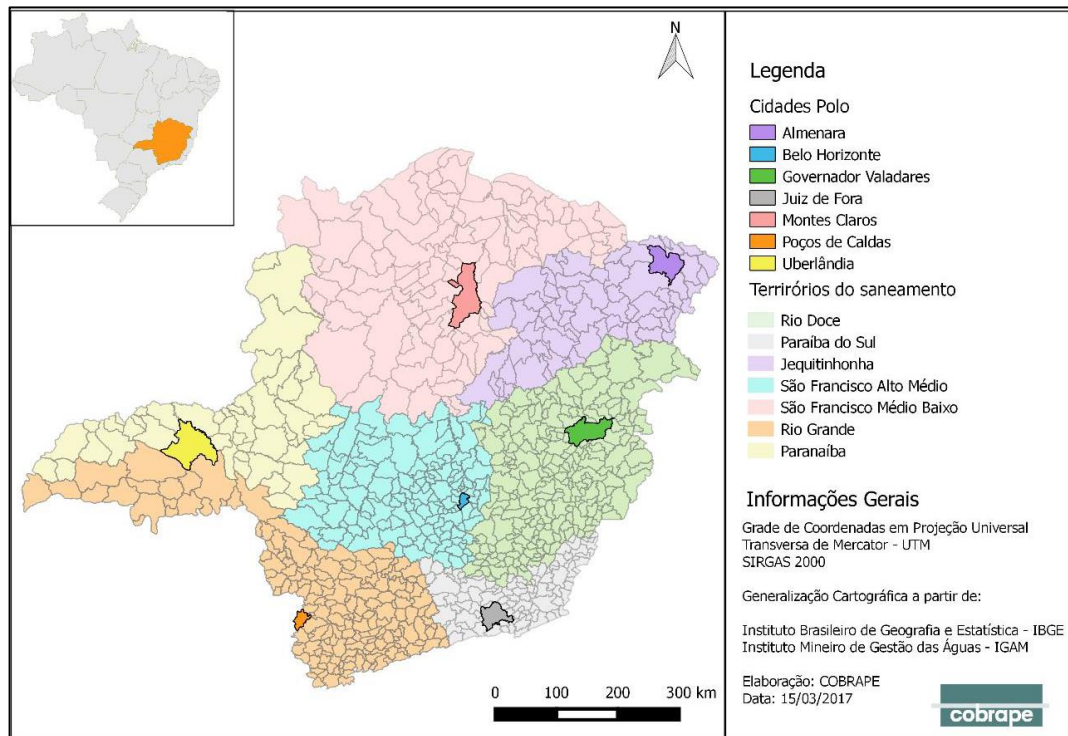 N
Legenda
Cidades Polo
Almenara
Belo Horizonte
Governador Valadares
Juiz de Fora
Montes Claros
Poços de Caldas
Uberlândia
Terrirórios do saneamento
Rio Doce
Paraíba do Sul
Jequitinhonha
São Francisco Alto Médio
São Francisco Médio Baixo
Rio Grande
Paranaíba
Informações Gerais
Grade de Coordenadas em Projeção Universal
Transversa de Mercator - UTM
SIRGAS 2000
Generalização Cartográfica a partir de:
Instituto Brasileiro de Geografia e Estatística - IBGE
Instituto Mineiro de Gestão das Águas - IGAM
Elaboração: COBRAPE
Data: 15/03/2017
cobrape
0 100 200 300 km